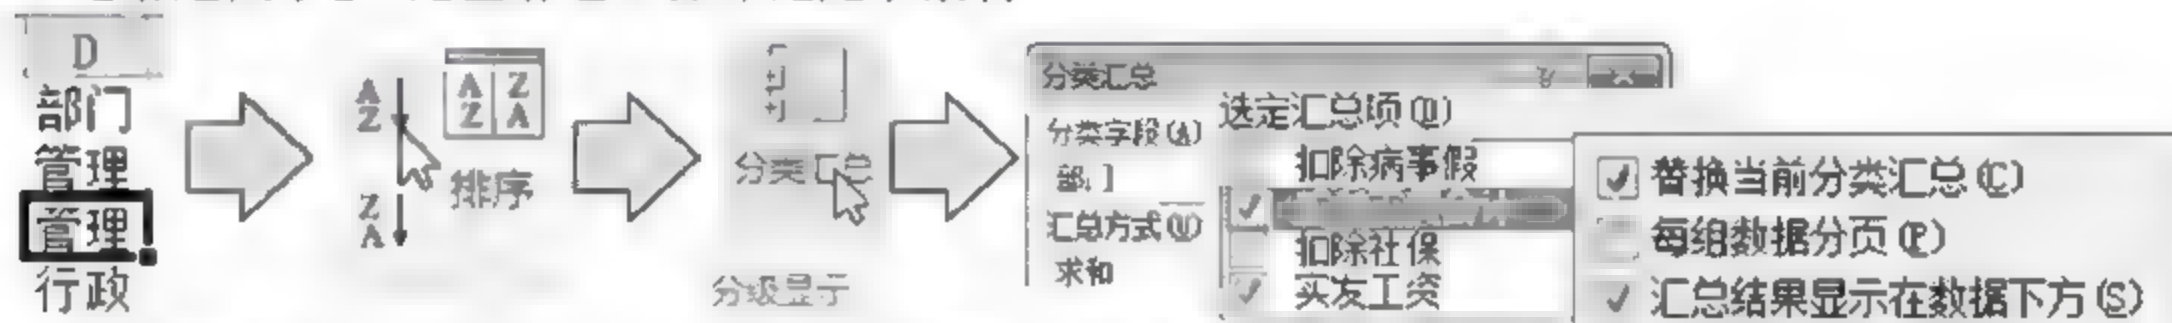 D
部门
管理
管理
行政
A
Z
Z
A
A Z
Z A
排序
分类汇总
分级显示
分类汇总
分类字段(A)
汇总方式(U)
求和
选定汇总项(D)
扣除病事假
扣除社保
实发工资
替换当前分类汇总(C)
每组数据分页(P)
汇总结果显示在数据下方(S)